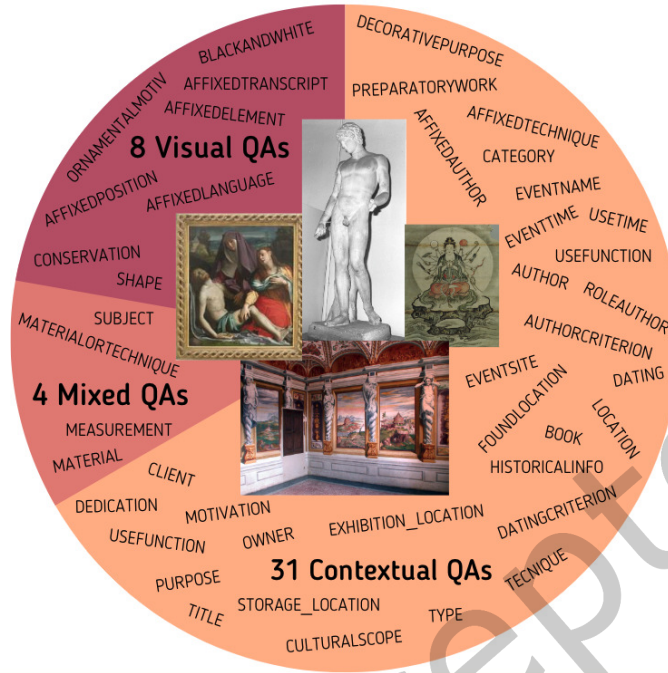 BLACKANDWHITE
AFFIXEDTRANSCRIPT
ORNAMENTALMOTIV
AFFIXEDELEMENT
8 Visual QAs
AFFIXEDPOSITION
AFFIXEDLANGUAGE
CONSERVATION
SHAPE
SUBJECT
MATERIALORTECHNIQUE
4 Mixed QAs
MEASUREMENT
MATERIAL
DECORATIVEPURPOSE
PREPARATORYWORK
AFFIXEDTECHNIQUE
AFFIXEDAUTHOR
CATEGORY
EVENTNAME
EVENTTIME
USETIME
USEFUNCTION
AUTHOR
ROLEAUTHOR
AUTHORCRITERION
EVENTSITE
DATING
FOUNDLOCATION
LOCATION
BOOK
HISTORICALINFO
CLIENT
DEDICATION
MOTIVATION
USEFUNCTION
OWNER
EXHIBITION_LOCATION
DATINGCRITERION
31 Contextual QAs
TECNIQUE
PURPOSE
TITLE
STORAGE_LOCATION
TYPE
CULTURALSCOPE